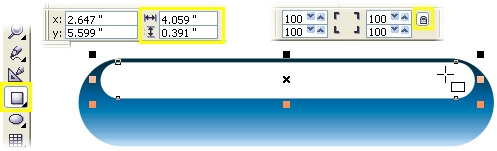 x: 2.647 " 4.059 "
y: 5.599 " 0.391 "
100 100
100 100